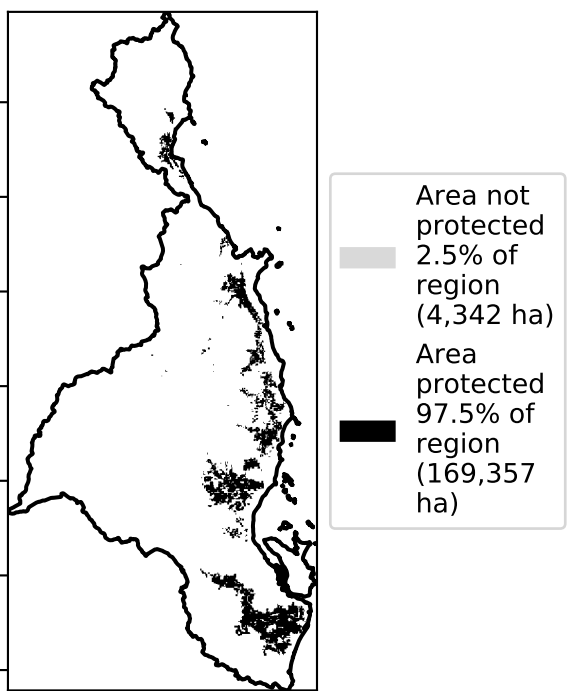 Area not
protected
2.5% of
region
(4,342 ha)
Area
protected
97.5% of
region
(169,357
ha)